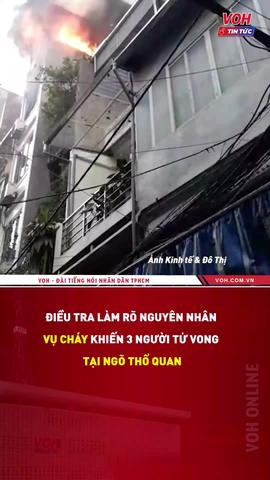 VOH
TIN TỨC
Ảnh Kinh tế & Đô Thị
VOH - ĐÀI TIẾNG NÓI NHÂN DÂN TPHCM
VOH.COM.VN
ĐIỀU TRA LÀM RÕ NGUYÊN NHÂN
VỤ CHÁY KHIẾN 3 NGƯỜI TỬ VONG
TẠI NGÕ THỔ QUAN
VOH ONLINE